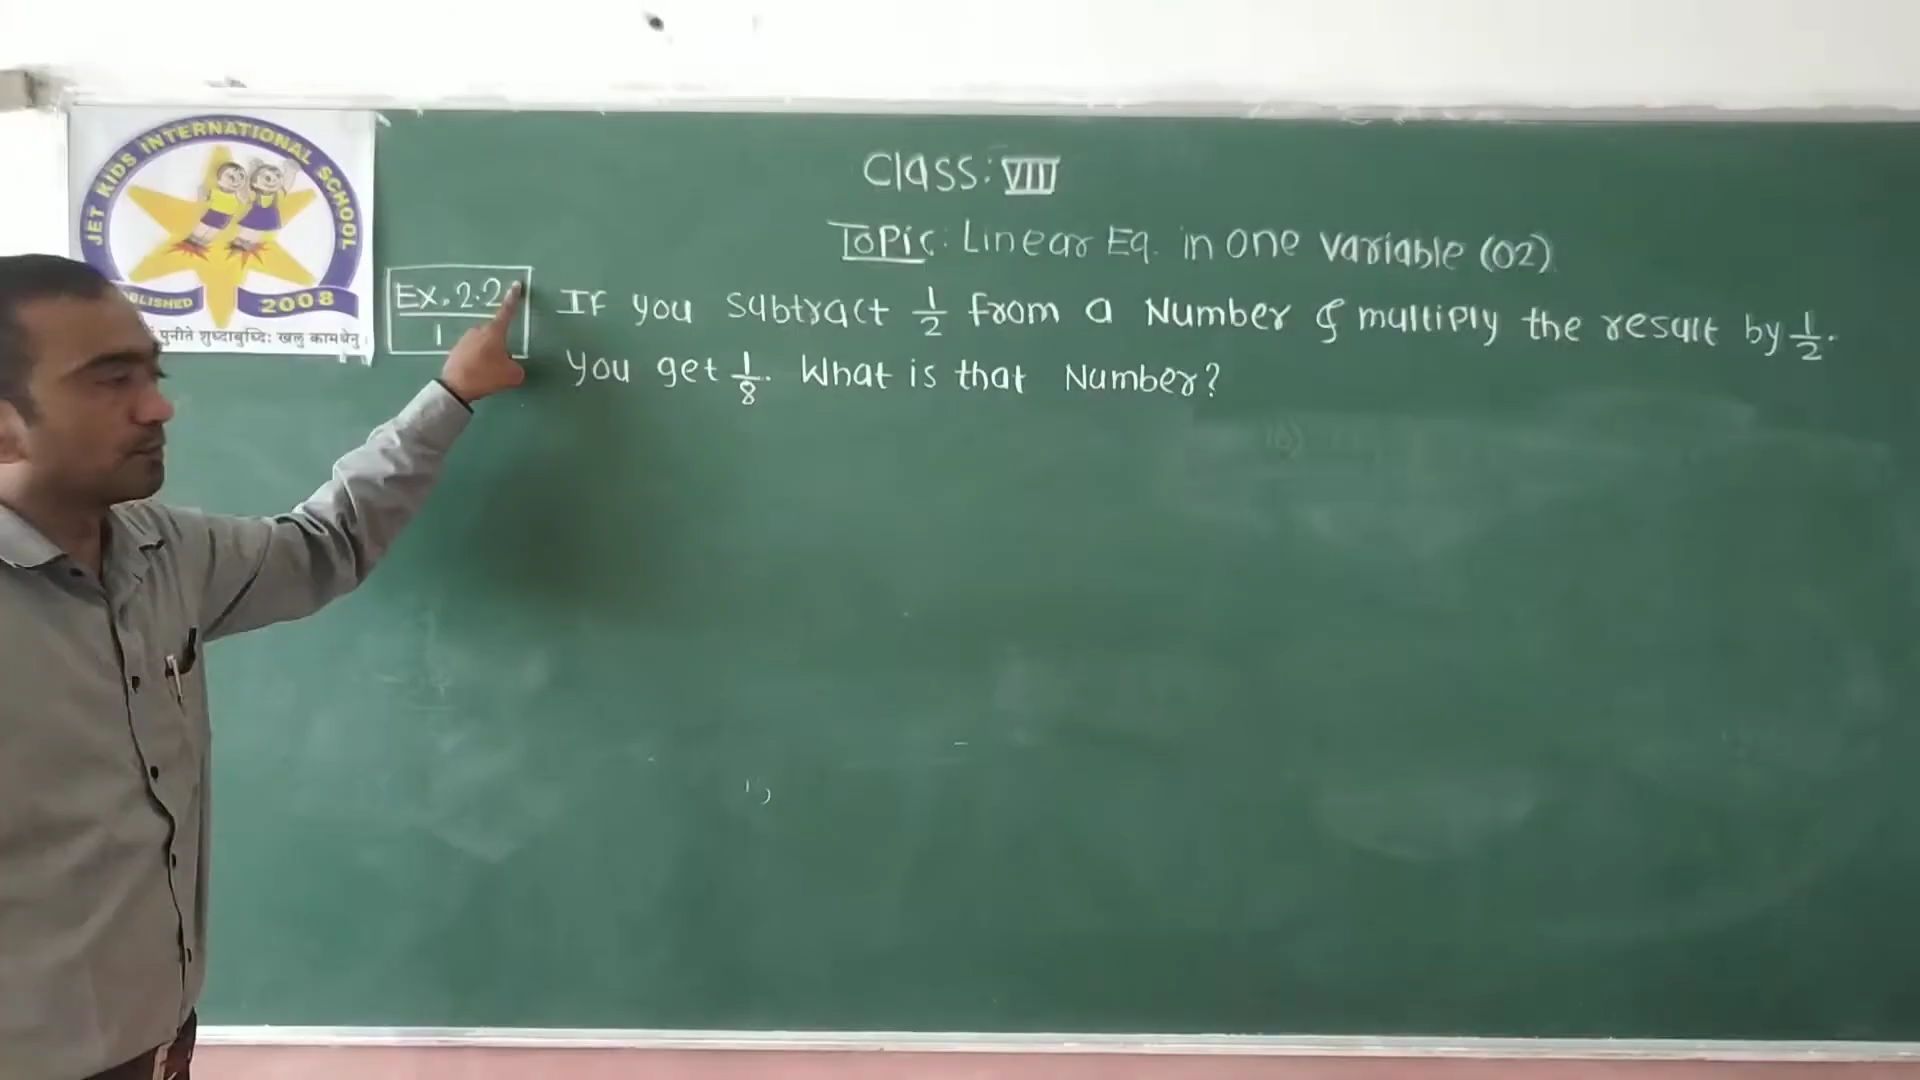 JET KIDS INTERNATIONAL SCHOOL
2008
पुनीते शुध्दाबुध्दिः खलु कामधेनु
Class: VIII
Topic: Linear Eq. in one variable (02)
Ex. 2.2
1
If you subtract 1/2 from a Number & multiply the result by 1/2.
You get 1/8. What is that Number?